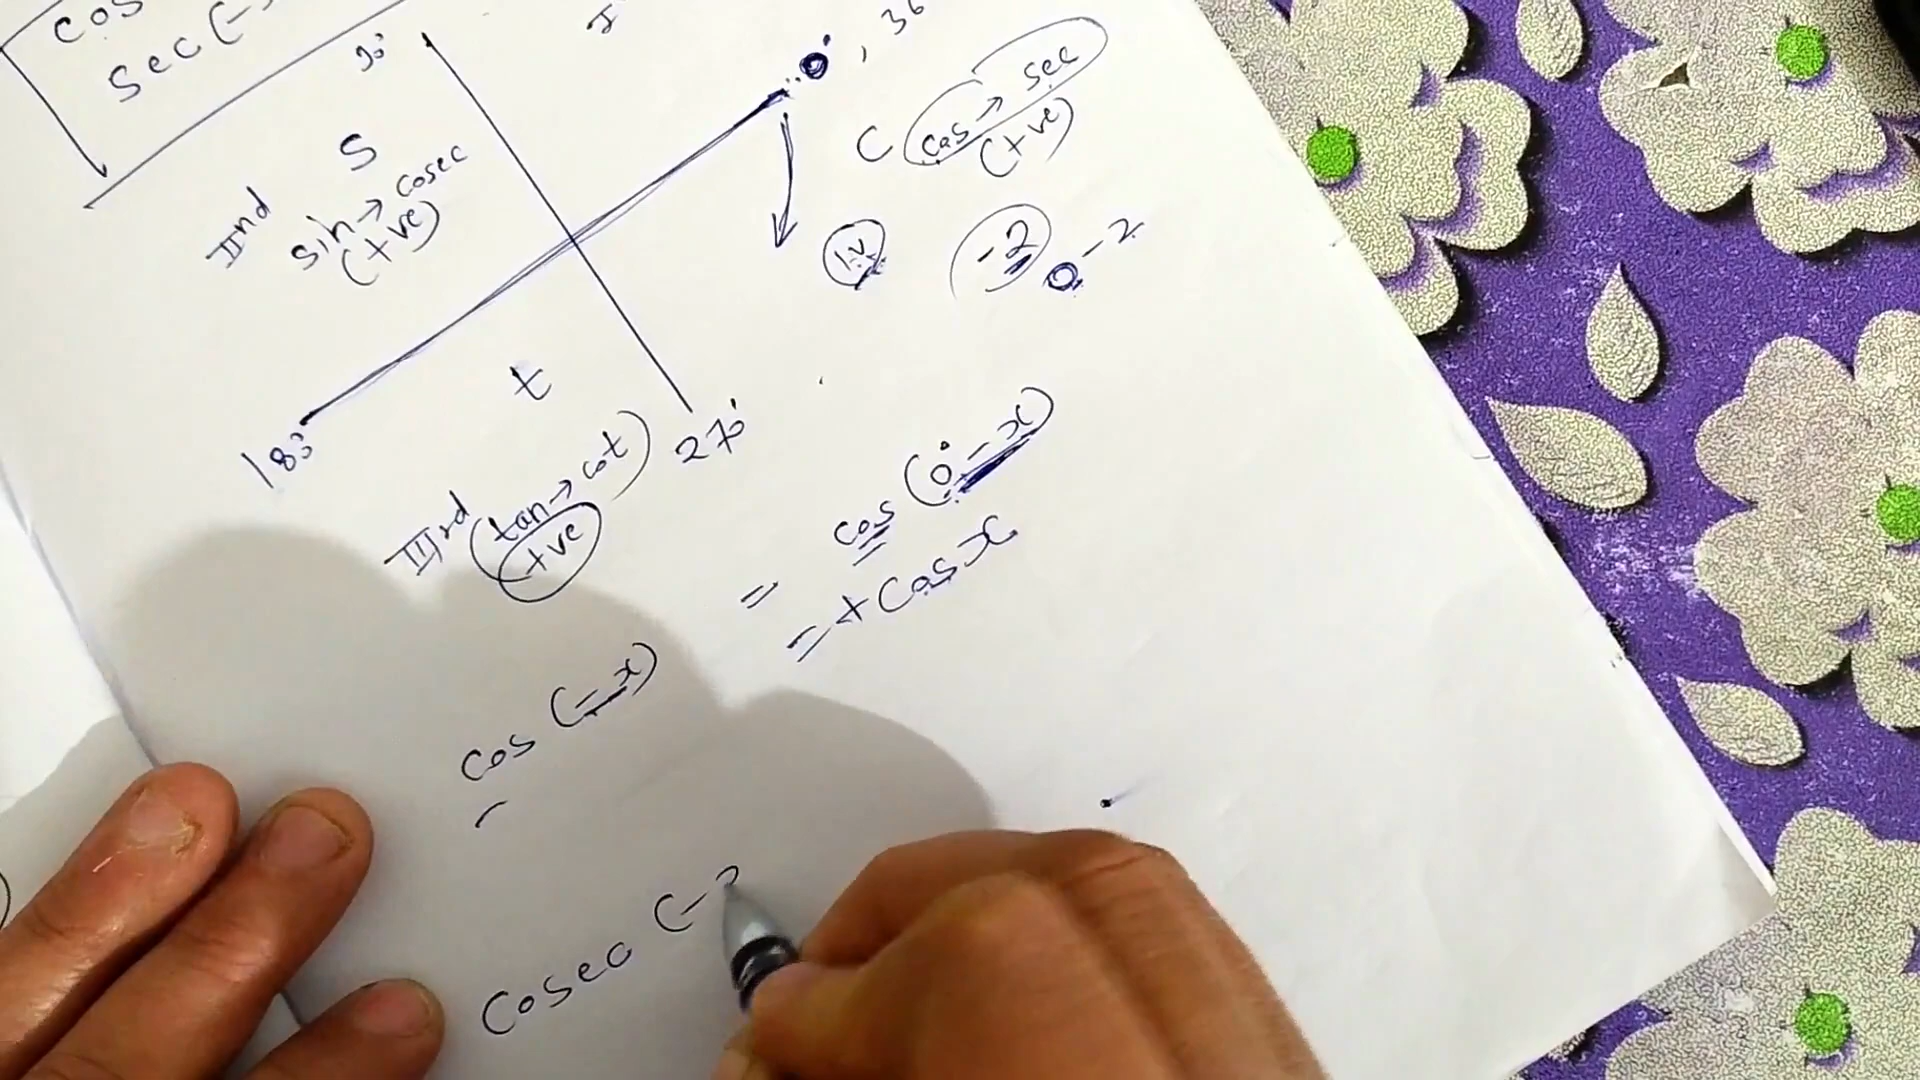 cos
sec (-
90°
I
0°, 36
S
C cos → sec
(+ve)
IInd sin → cosec
(+ve)
IV
-2
0 - 2
t
180°
270°
IIIrd (tan → cot)
+ve
= cos (0° - x)
= + cos x
cos (-x)
cosec (-